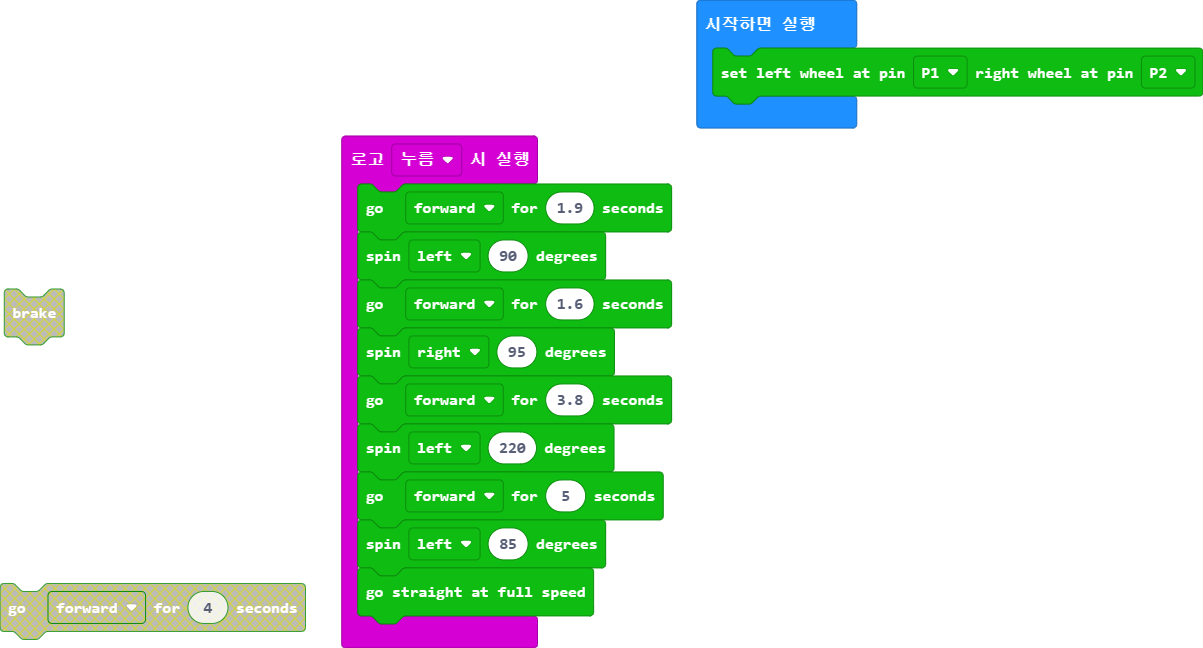 시작하면 실행
set left wheel at pin P1 right wheel at pin P2
로고 누름 시 실행
go forward for 1.9 seconds
spin left 90 degrees
go forward for 1.6 seconds
spin right 95 degrees
go forward for 3.8 seconds
spin left 220 degrees
go forward for 5 seconds
spin left 85 degrees
go straight at full speed
brake
go forward for 4 seconds